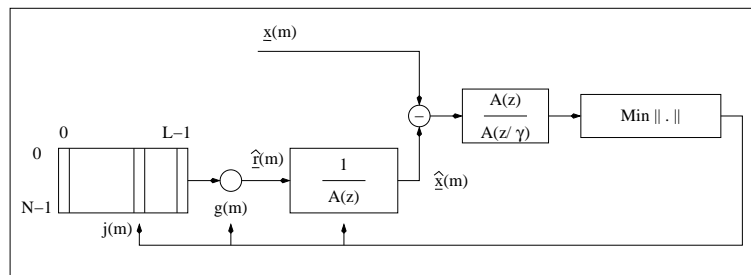 x(m)
0
L−1
0
N−1
j(m)
g(m)
r̂(m)
1
A(z)
x̂(m)
−
A(z)
A(z/ γ)
Min || . ||